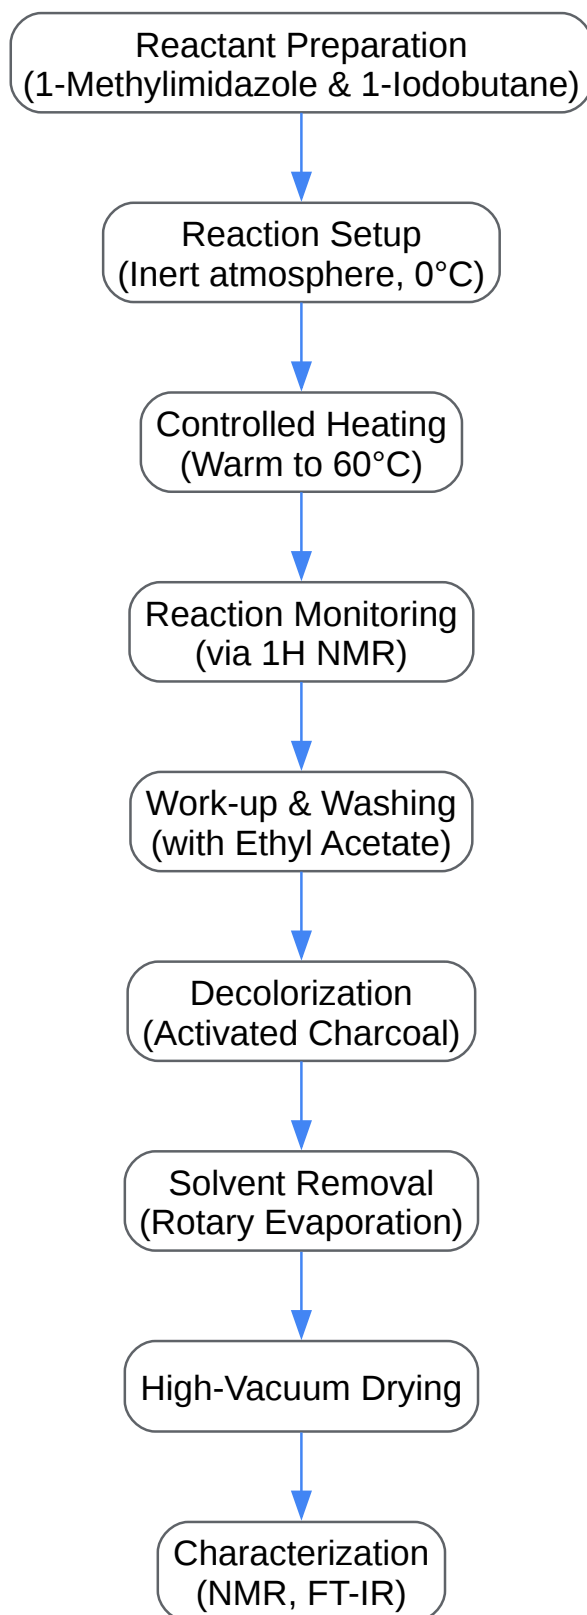 Reactant Preparation
(1-Methylimidazole & 1-Iodobutane)
Reaction Setup
(Inert atmosphere, 0°C)
Controlled Heating
(Warm to 60°C)
Reaction Monitoring
(via 1H NMR)
Work-up & Washing
(with Ethyl Acetate)
Decolorization
(Activated Charcoal)
Solvent Removal
(Rotary Evaporation)
High-Vacuum Drying
Characterization
(NMR, FT-IR)